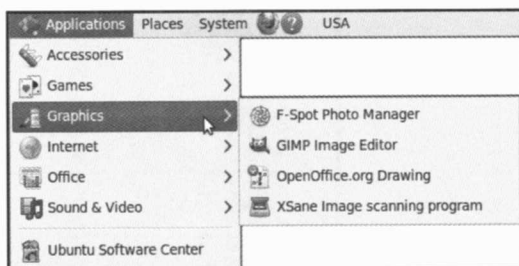 Applications Places System ? USA
Accessories >
Games >
Graphics >
Internet >
Office >
Sound & Video >
Ubuntu Software Center
F-Spot Photo Manager
GIMP Image Editor
OpenOffice.org Drawing
XSane Image scanning program